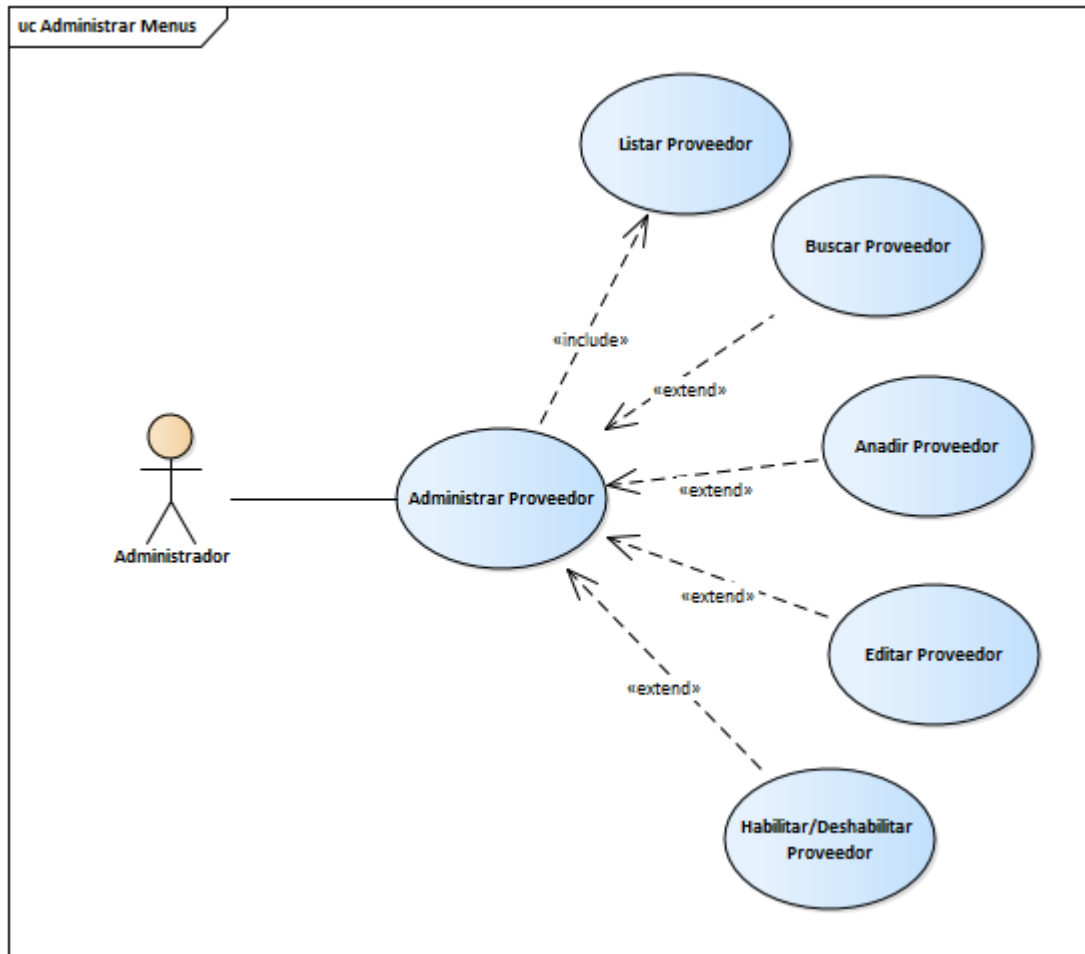 uc Administrar Menus
Listar Proveedor
Buscar Proveedor
«include»
«extend»
Anadir Proveedor
«extend»
Administrar Proveedor
Administrador
«extend»
Editar Proveedor
«extend»
Habilitar/Deshabilitar
Proveedor